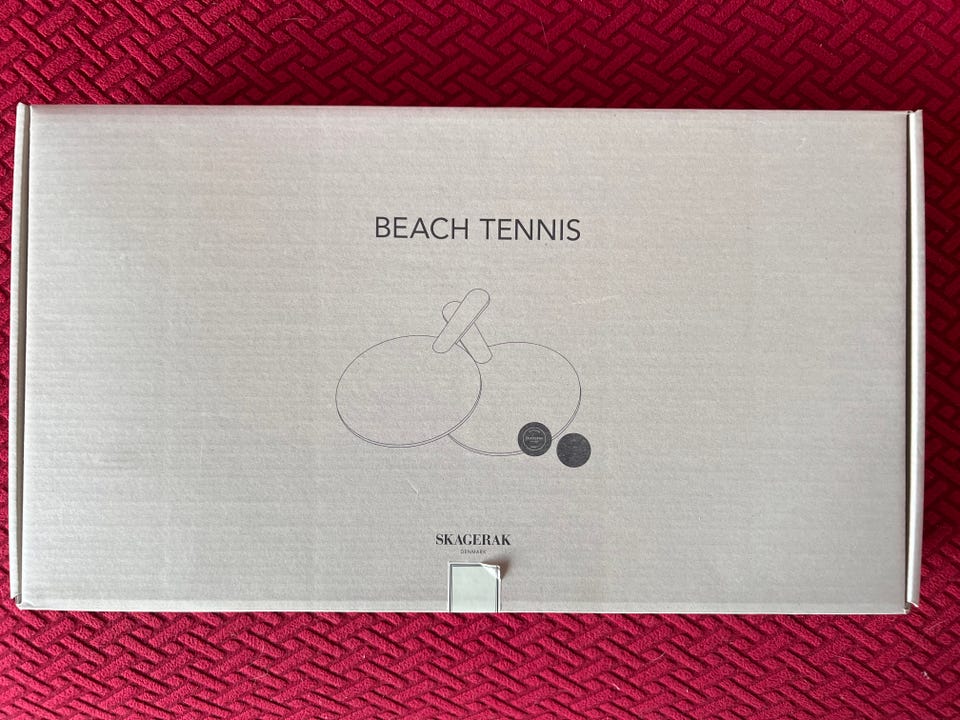 BEACH TENNIS
SKAGERAK
DENMARK